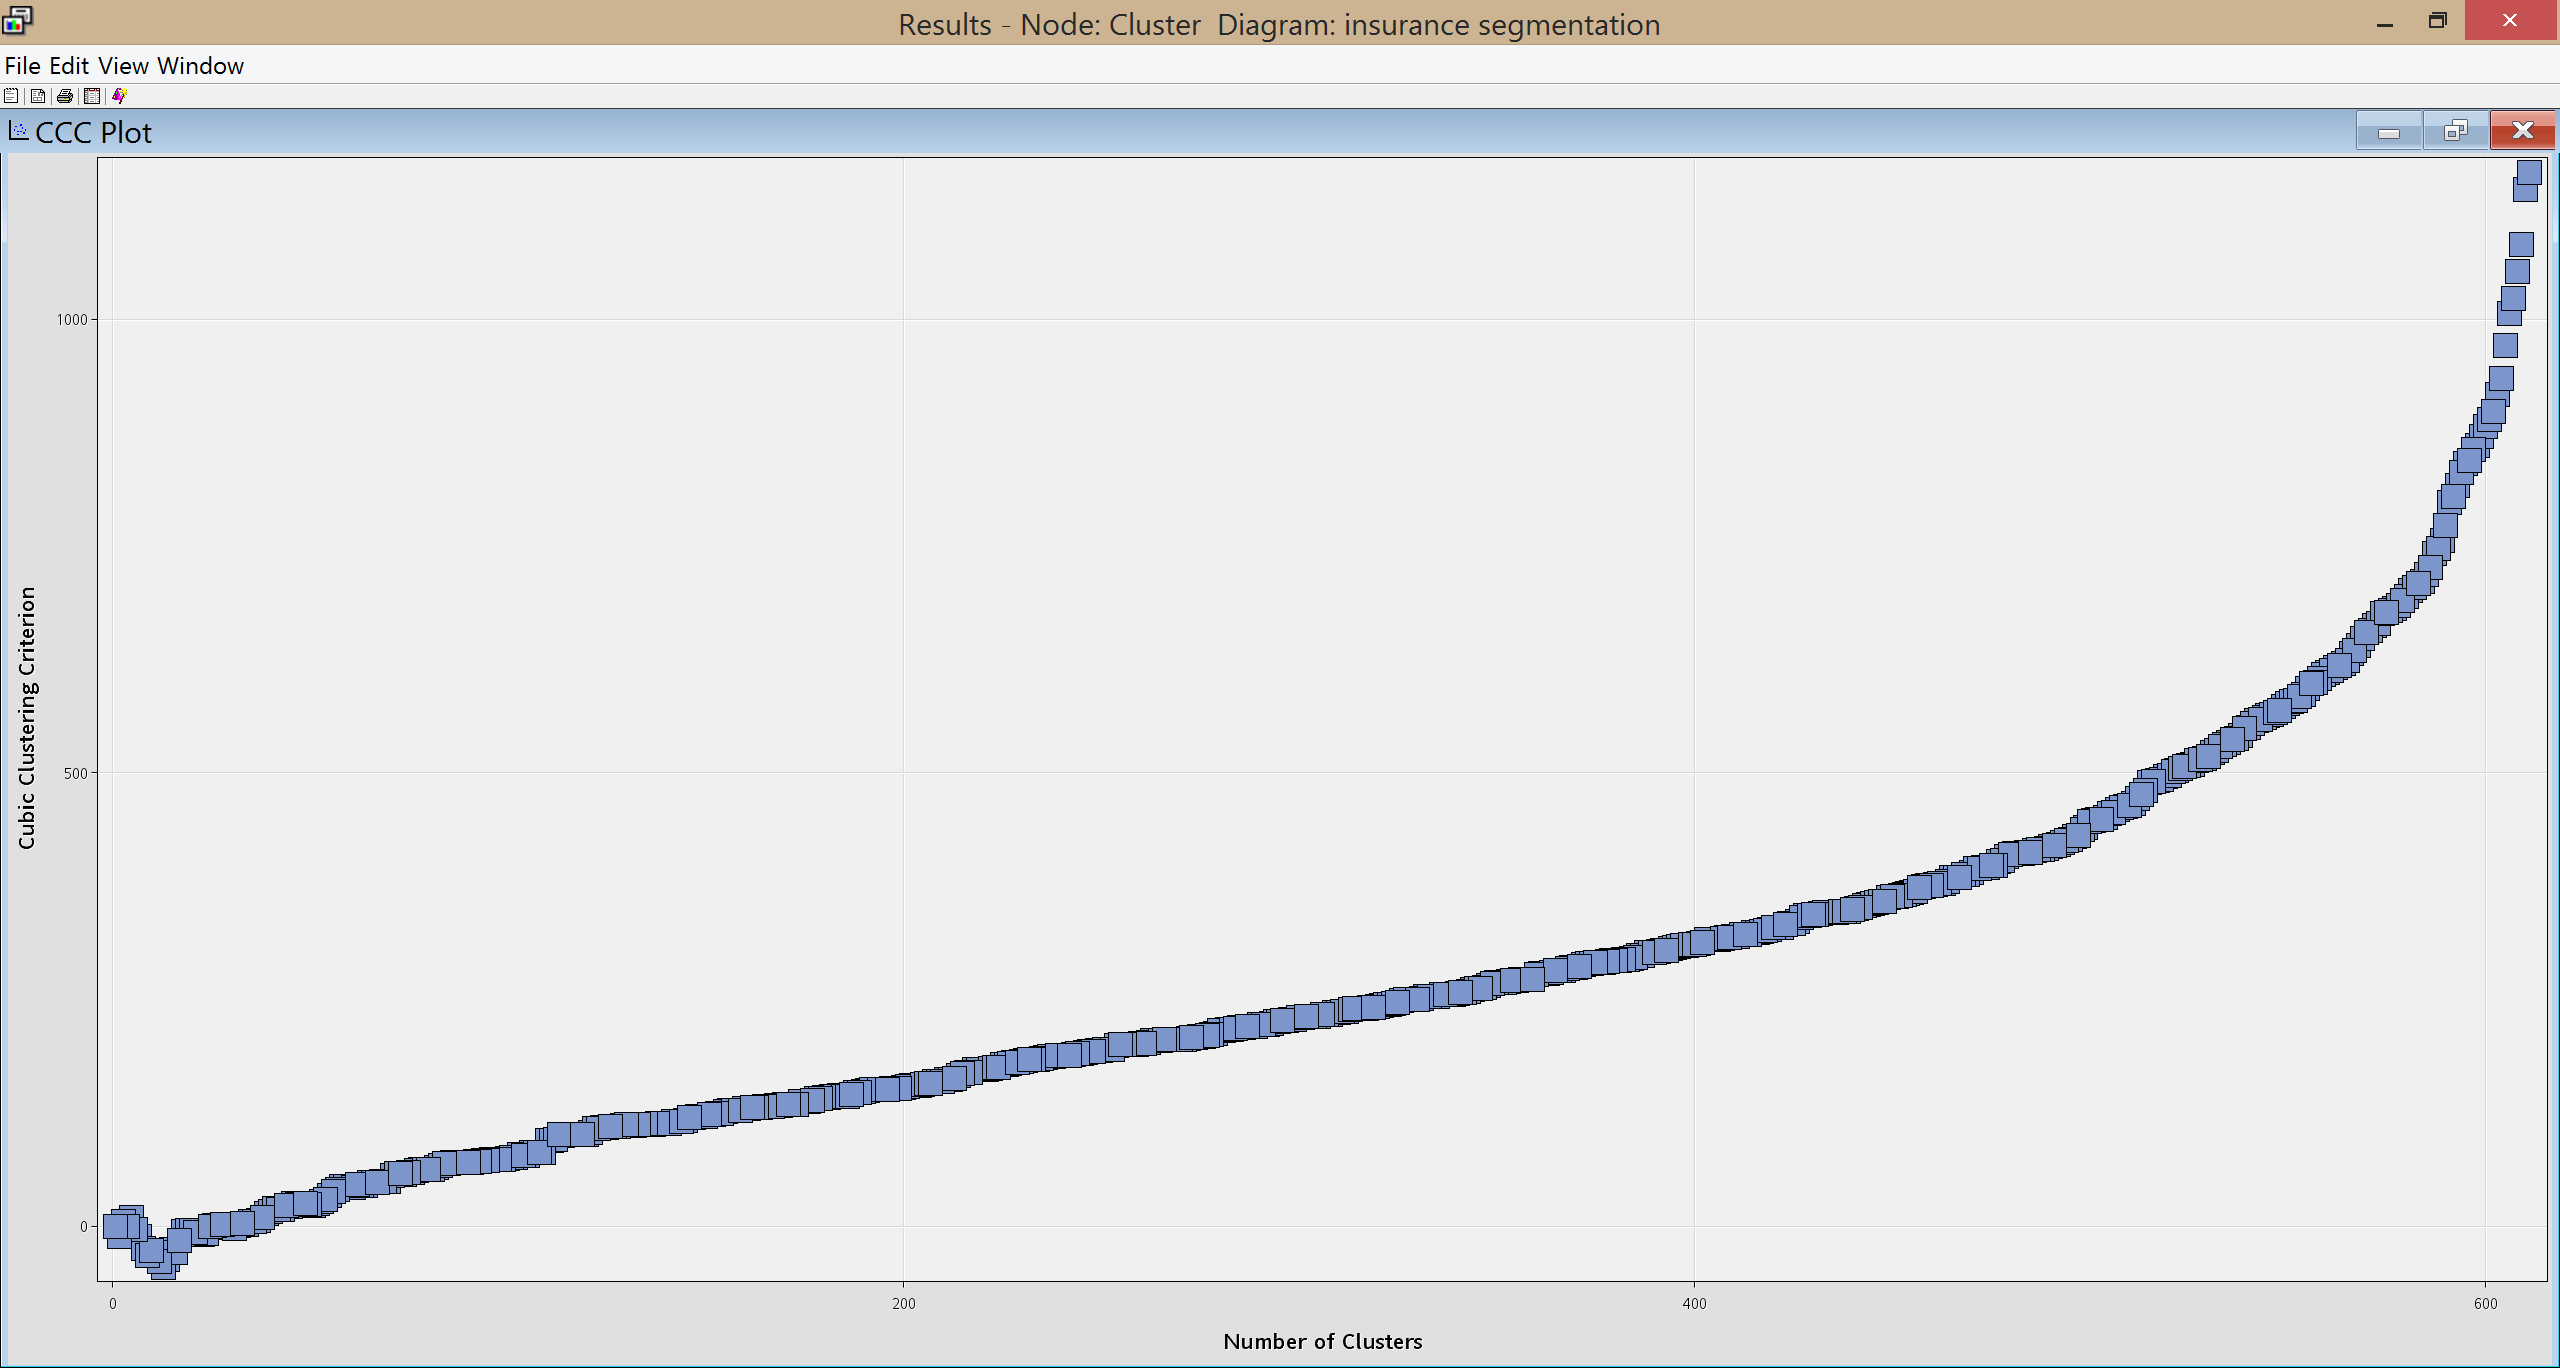 Results - Node: Cluster  Diagram: insurance segmentation
File Edit View Window
CCC Plot
1000
500
0
Cubic Clustering Criterion
0 200 400 600
Number of Clusters